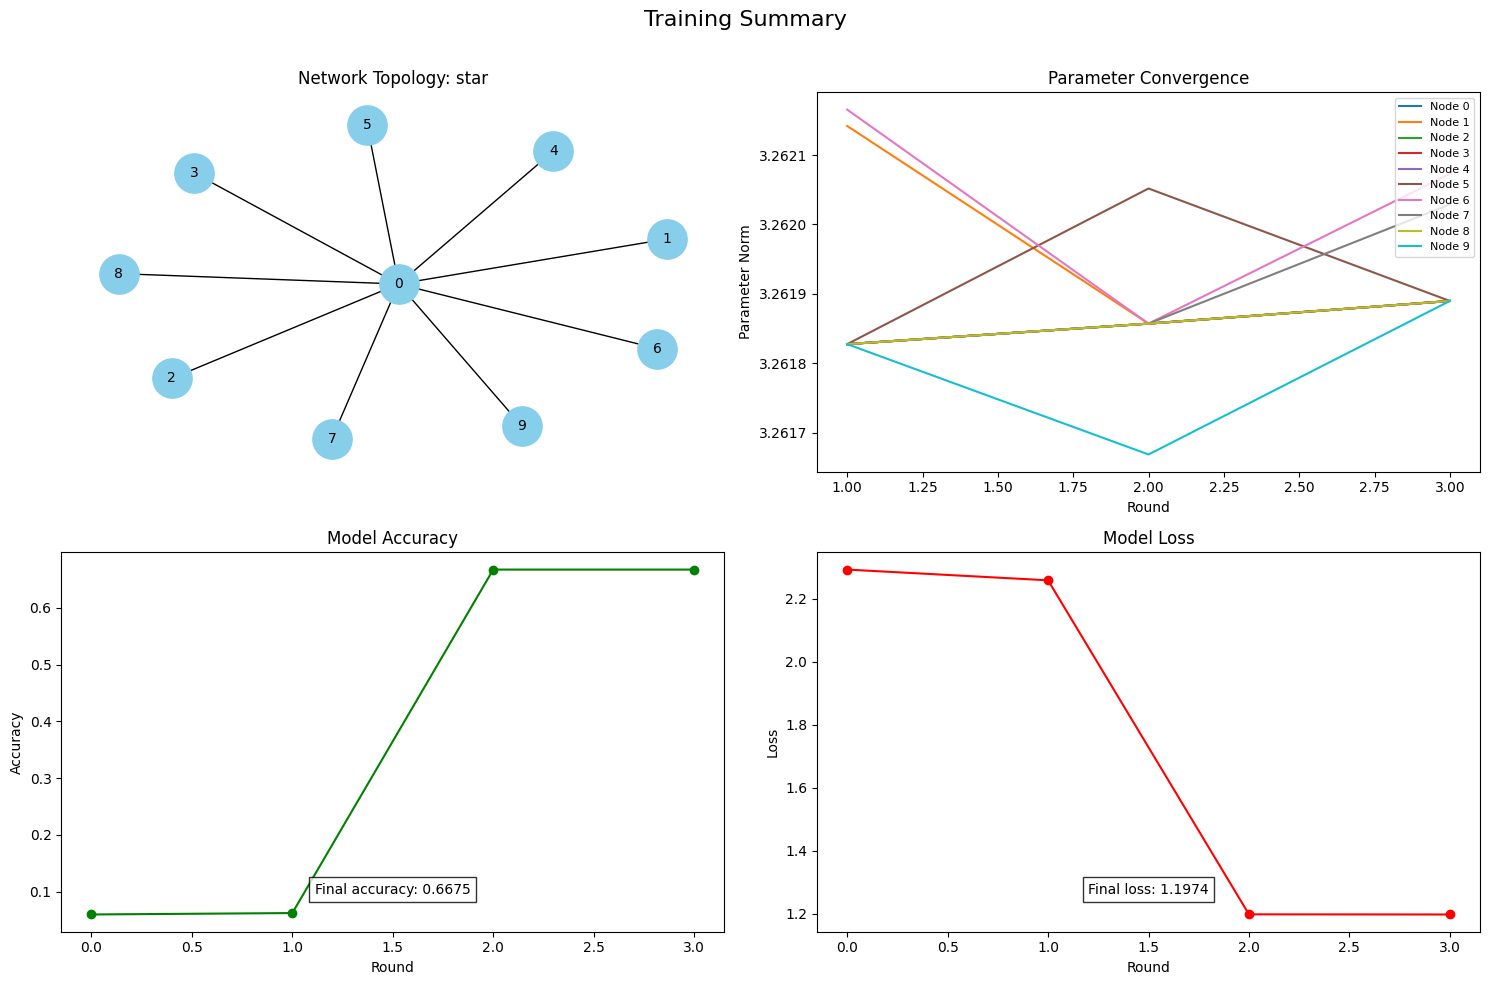 Training Summary
Network Topology: star
5
4
3
1
8
0
6
2
9
7
Parameter Convergence
Parameter Norm
3.2621
3.2620
3.2619
3.2618
3.2617
Node 0
Node 1
Node 2
Node 3
Node 4
Node 5
Node 6
Node 7
Node 8
Node 9
1.00 1.25 1.50 1.75 2.00 2.25 2.50 2.75 3.00
Round
Model Accuracy
Accuracy
0.6
0.5
0.4
0.3
0.2
0.1
Final accuracy: 0.6675
0.0 0.5 1.0 1.5 2.0 2.5 3.0
Round
Model Loss
Loss
2.2
2.0
1.8
1.6
1.4
1.2
Final loss: 1.1974
0.0 0.5 1.0 1.5 2.0 2.5 3.0
Round